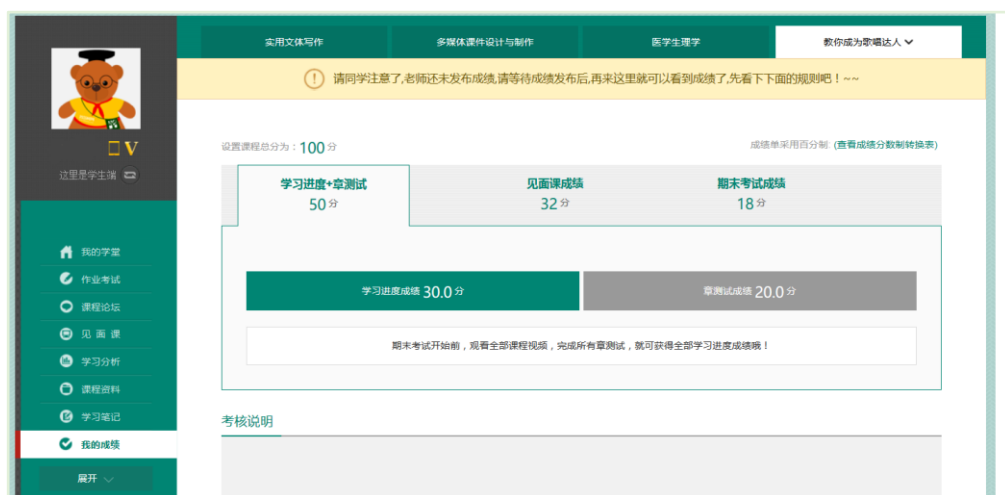 实用文体写作 多媒体课件设计与制作 医学生理学 教你成为歌唱达人
请同学注意了,老师还未发布成绩,请等待成绩发布后,再来这里就可以看到成绩了,先看下下面的规则吧！~~
V
这里是学生端
设置课程总分为：100 分 成绩单采用百分制 (查看成绩分数制转换表)
学习进度+章测试 见面课成绩 期末考试成绩
50 分 32 分 18 分
我的学堂
作业考试
课程论坛
见 面 课
学习分析
课程资料
学习笔记
我的成绩
展开
学习进度成绩 30.0 分 章测试成绩 20.0 分
期末考试开始前，观看全部课程视频，完成所有章测试，就可获得全部学习进度成绩哦！
考核说明